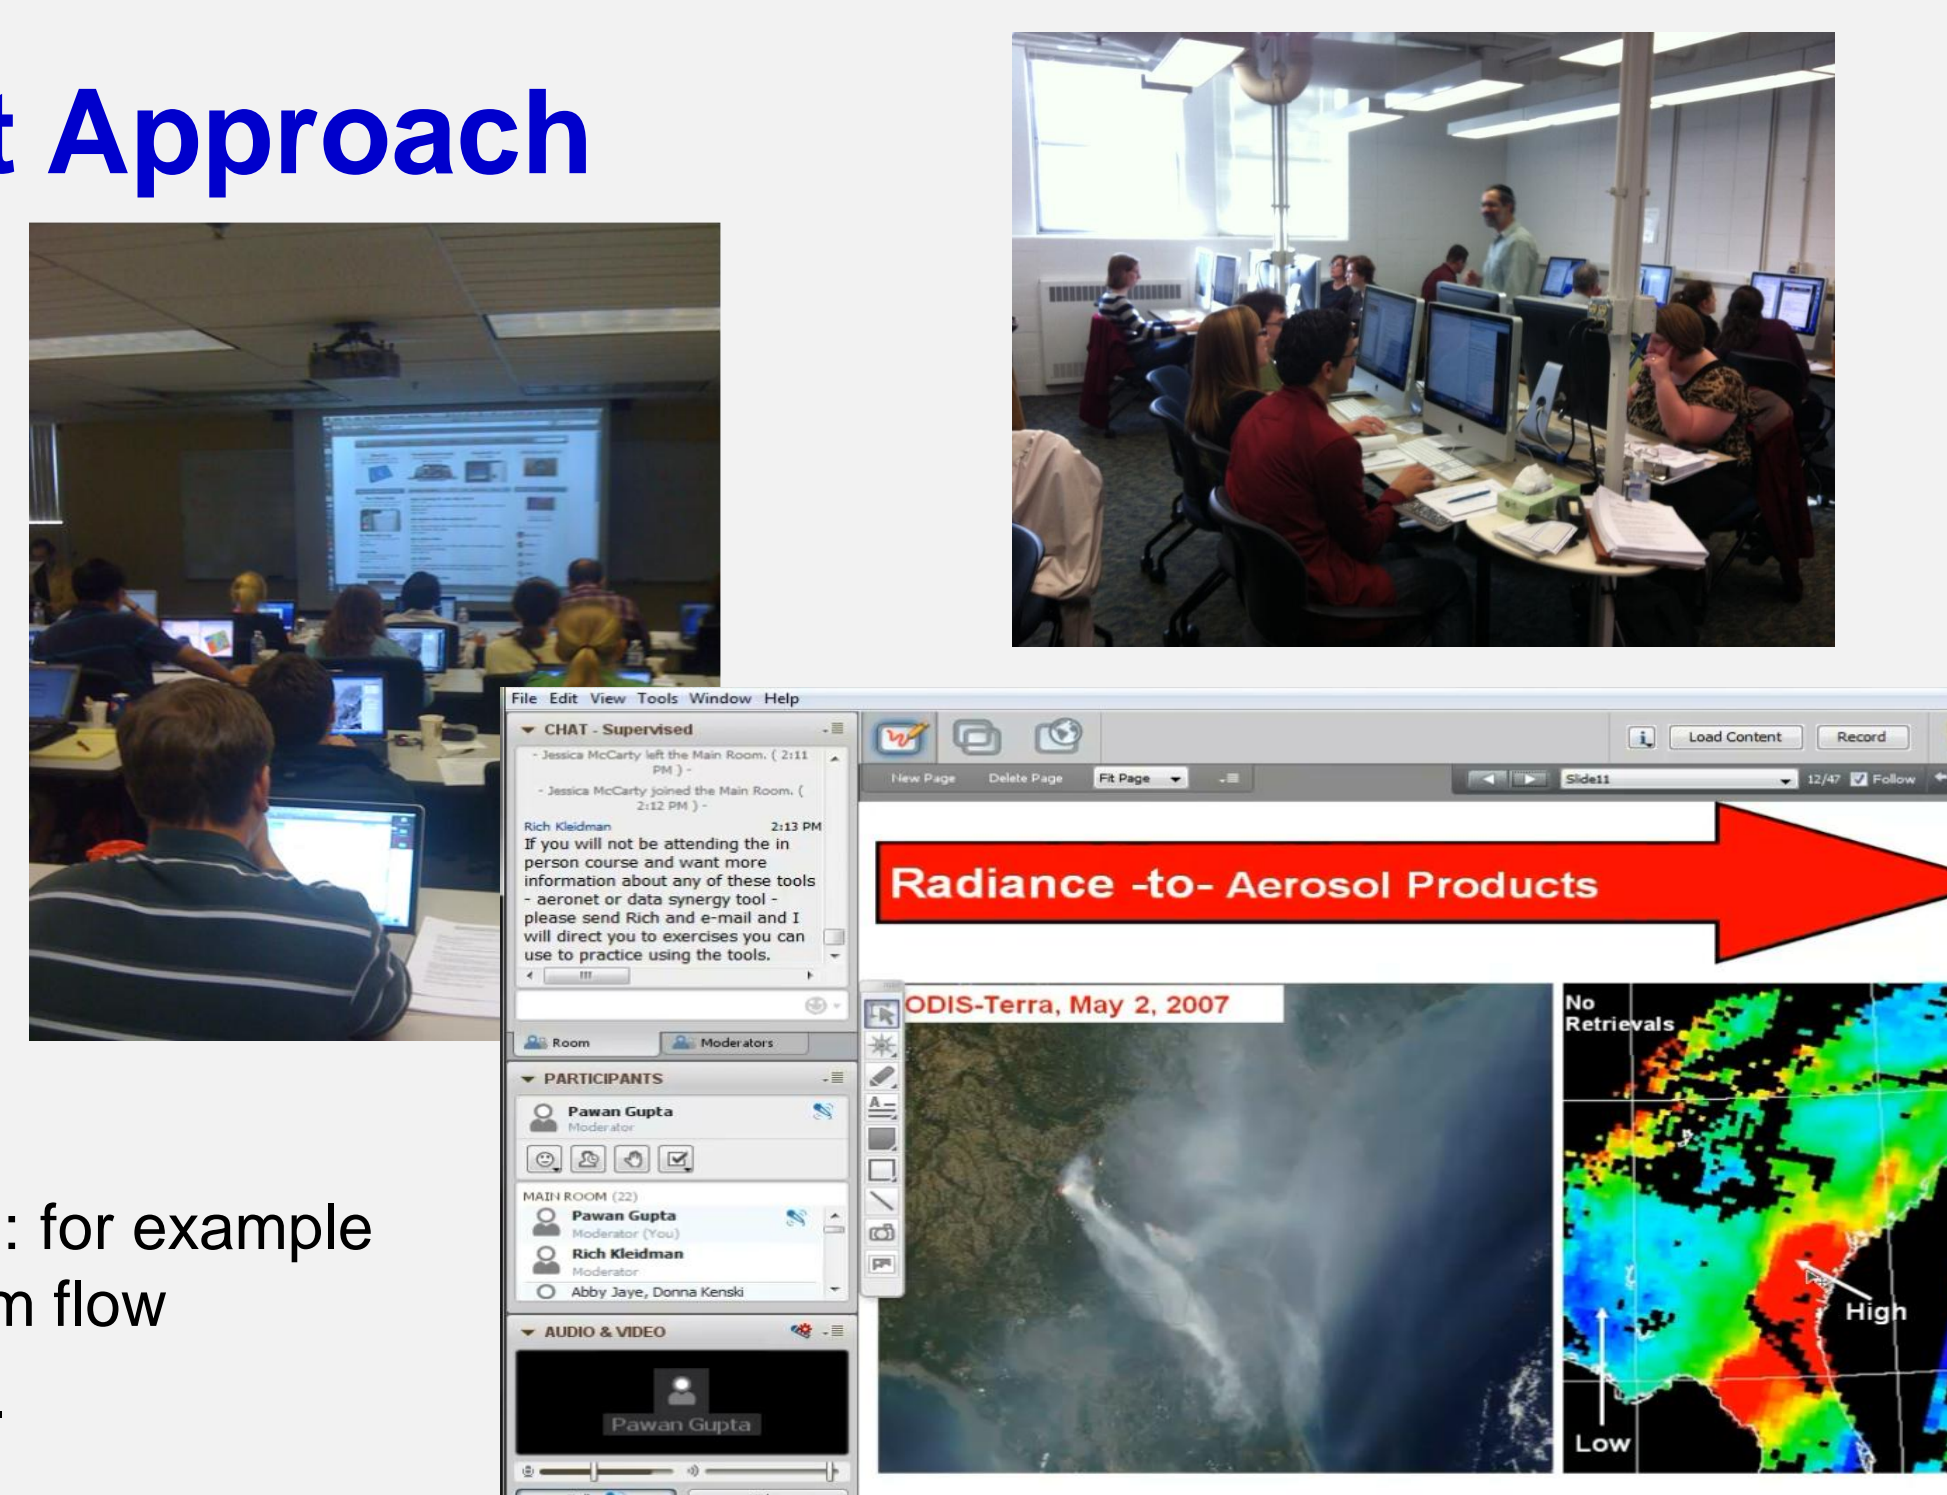 t Approach
File Edit View Tools Window Help
CHAT - Supervised
- Jessica McCarty left the Main Room. ( 2:11
PM ) -
- Jessica McCarty joined the Main Room. (
2:12 PM ) -
Rich Kleidman 2:13 PM
If you will not be attending the in
person course and want more
information about any of these tools
- aeronet or data synergy tool -
please send Rich and e-mail and I
will direct you to exercises you can
use to practice using the tools.
Room Moderators
PARTICIPANTS
Pawan Gupta
Moderator
MAIN ROOM (22)
Pawan Gupta
Moderator (You)
Rich Kleidman
Moderator
Abby Jaye, Donna Kenski
AUDIO & VIDEO
Pawan Gupta
Load Content Record
New Page Delete Page Fit Page Slide11 12/47 Follow
Radiance -to- Aerosol Products
ODIS-Terra, May 2, 2007
No
Retrievals
High
Low
: for example
m flow
.